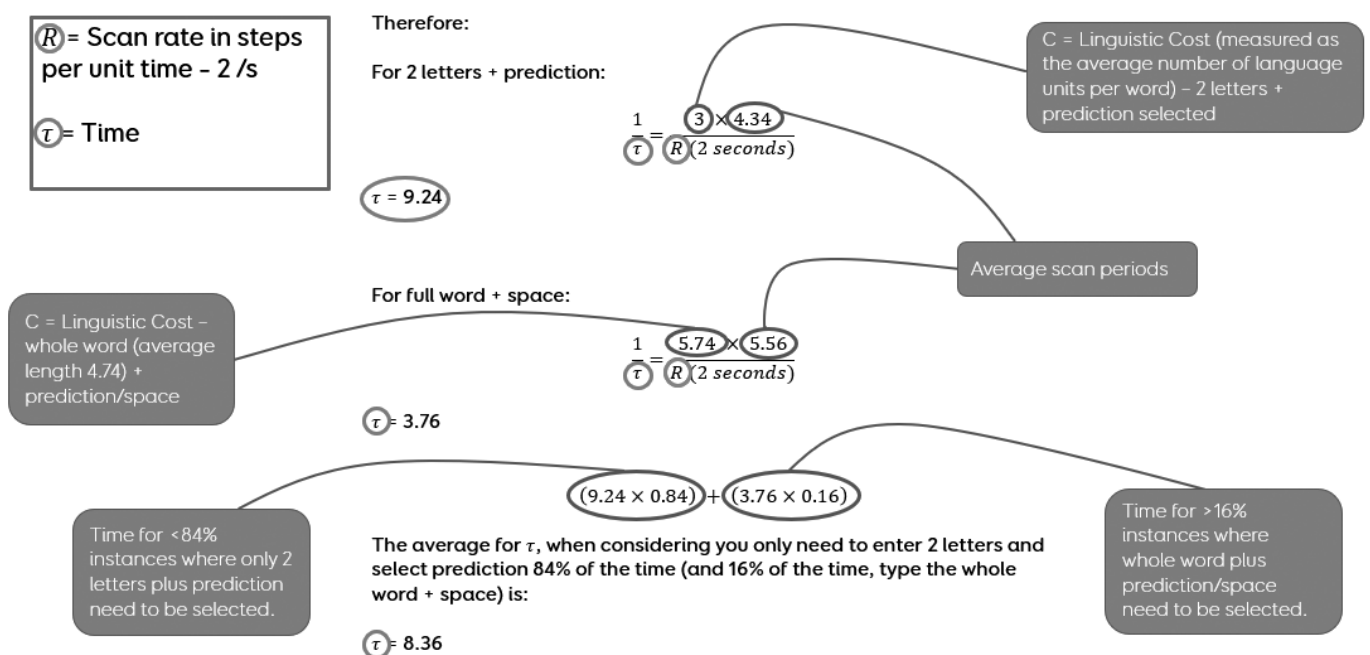 R = Scan rate in steps
per unit time – 2 /s
τ = Time
Therefore:
For 2 letters + prediction:
1/τ = 3 × 4.34 / R (2 seconds)
τ = 9.24
C = Linguistic Cost (measured as
the average number of language
units per word) – 2 letters +
prediction selected
Average scan periods
For full word + space:
1/τ = 5.74 × 5.56 / R (2 seconds)
C = Linguistic Cost –
whole word (average
length 4.74) +
prediction/space
τ = 3.76
(9.24 × 0.84) + (3.76 × 0.16)
Time for <84%
instances where only 2
letters plus prediction
need to be selected.
The average for τ, when considering you only need to enter 2 letters and
select prediction 84% of the time (and 16% of the time, type the whole
word + space) is:
τ = 8.36
Time for >16%
instances where
whole word plus
prediction/space
need to be selected.